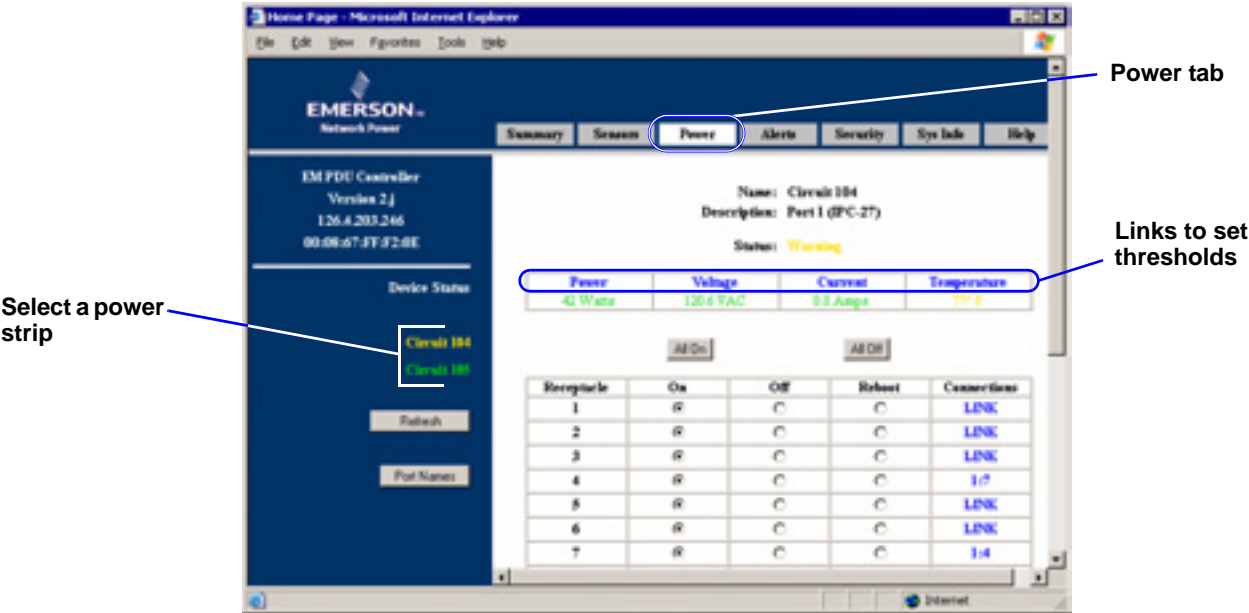 Home Page - Microsoft Internet Explorer
File Edit View Favorites Tools Help
EMERSON™
Network Power
Summary Sensors Power Alerts Security Sys Info Help
Power tab
EM PDU Controller
Version 2.j
126.4.203.246
00:08:67:FF:F2:0E
Name: Circuit 104
Description: Port 1 (IPC-27)
Status: Warning
Links to set
thresholds
Power Voltage Current Temperature
42 Watts 120.6 VAC 0.8 Amps 77° F
Device Status
Select a power
strip
Circuit 104
Circuit 105
All On All Off
Refresh
Port Names
Receptacle On Off Reboot Connections
1 LINK
2 LINK
3 LINK
4 1:7
5 LINK
6 LINK
7 1:4
Internet